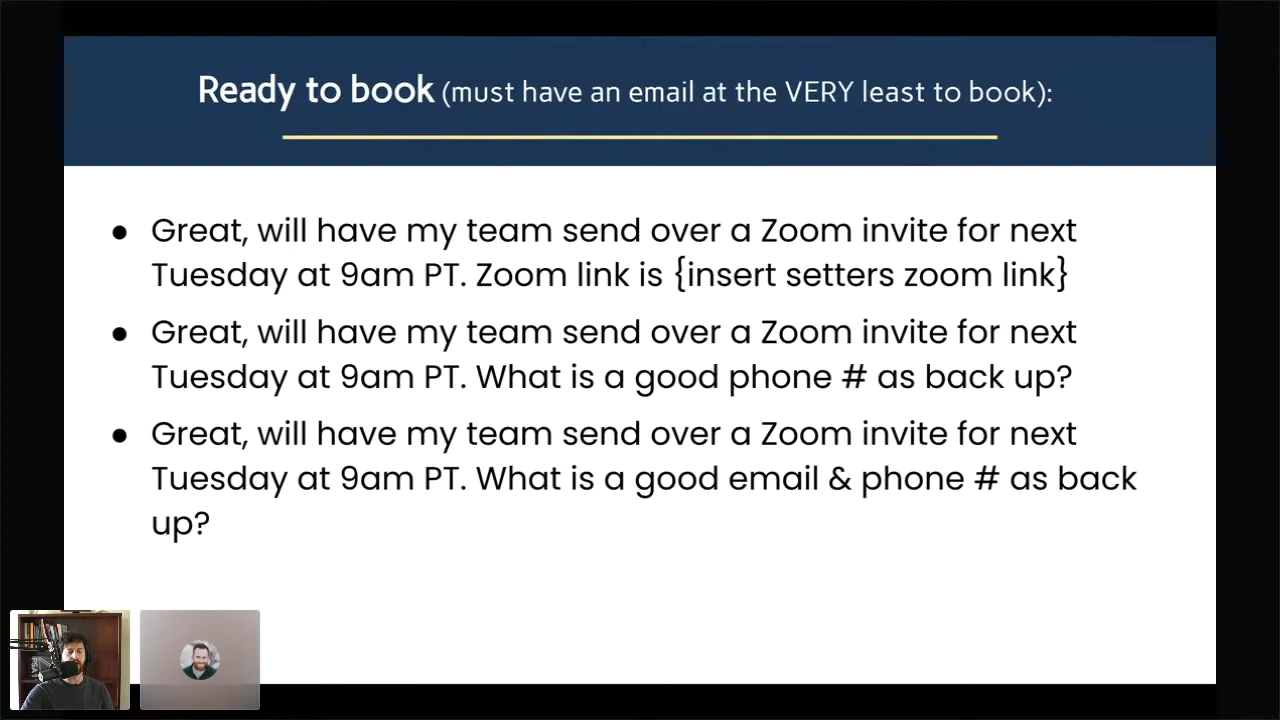 Ready to book (must have an email at the VERY least to book):
● Great, will have my team send over a Zoom invite for next
Tuesday at 9am PT. Zoom link is {insert setters zoom link}
● Great, will have my team send over a Zoom invite for next
Tuesday at 9am PT. What is a good phone # as back up?
● Great, will have my team send over a Zoom invite for next
Tuesday at 9am PT. What is a good email & phone # as back
up?